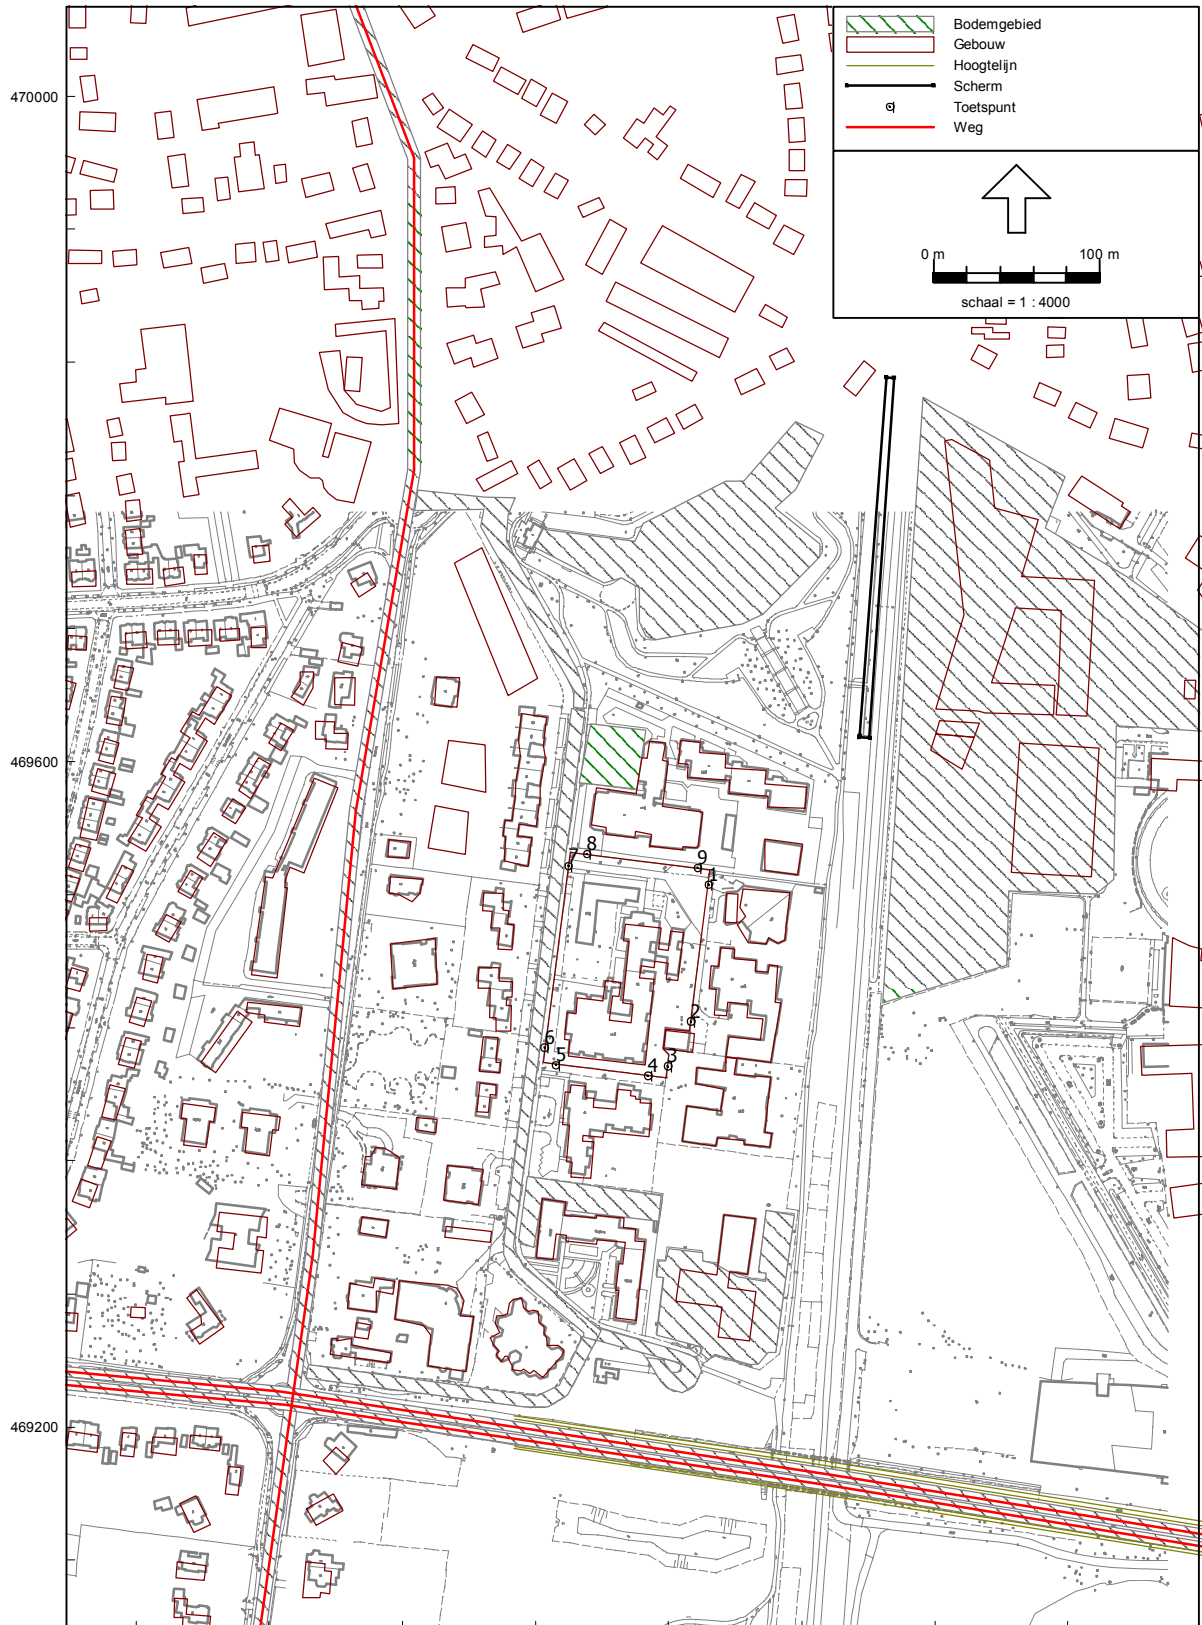 Bodemgebied
Gebouw
Hoogtelijn
Scherm
Toetspunt
Weg
470000
0 m 100 m
schaal = 1 : 4000
469600
8
7
9
1
2
6
5
3
4
469200